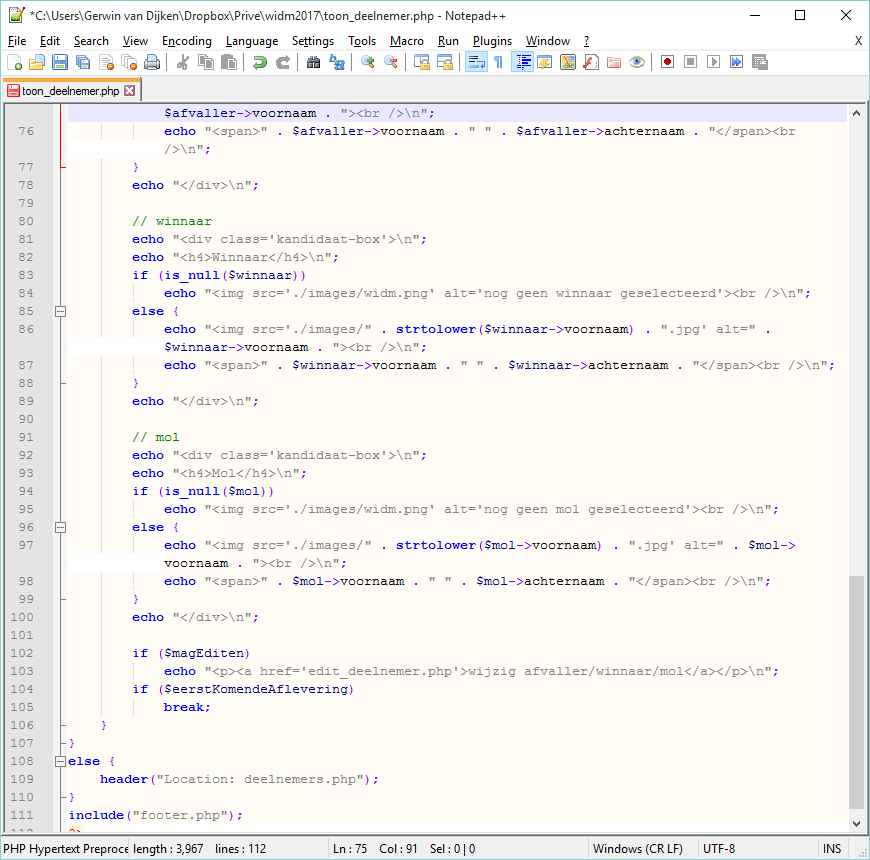 *C:\Users\Gerwin van Dijken\Dropbox\Prive\widm2017\toon_deelnemer.php - Notepad++
File Edit Search View Encoding Language Settings Tools Macro Run Plugins Window ? X
toon_deelnemer.php
$afvaller->voornaam . "><br />\n";
76 echo "<span>" . $afvaller->voornaam . " " . $afvaller->achternaam . "</span><br
/>\n";
77 }
78 echo "</div>\n";
79
80 // winnaar
81 echo "<div class='kandidaat-box'>\n";
82 echo "<h4>Winnaar</h4>\n";
83 if (is_null($winnaar))
84 echo "<img src='./images/widm.png' alt='nog geen winnaar geselecteerd'><br />\n";
85 else {
86 echo "<img src='./images/" . strtolower($winnaar->voornaam) . ".jpg' alt=" .
$winnaar->voornaam . "><br />\n";
87 echo "<span>" . $winnaar->voornaam . " " . $winnaar->achternaam . "</span><br />\n";
88 }
89 echo "</div>\n";
90
91 // mol
92 echo "<div class='kandidaat-box'>\n";
93 echo "<h4>Mol</h4>\n";
94 if (is_null($mol))
95 echo "<img src='./images/widm.png' alt='nog geen mol geselecteerd'><br />\n";
96 else {
97 echo "<img src='./images/" . strtolower($mol->voornaam) . ".jpg' alt=" . $mol->
voornaam . "><br />\n";
98 echo "<span>" . $mol->voornaam . " " . $mol->achternaam . "</span><br />\n";
99 }
100 echo "</div>\n";
101
102 if ($magEditen)
103 echo "<p><a href='edit_deelnemer.php'>wijzig afvaller/winnaar/mol</a></p>\n";
104 if ($eerstKomendeAflevering)
105 break;
106 }
107 }
108 else {
109 header("Location: deelnemers.php");
110 }
111 include("footer.php");
112 ?>
PHP Hypertext Preproce length : 3,967 lines : 112 Ln : 75 Col : 91 Sel : 0 | 0 Windows (CR LF) UTF-8 INS